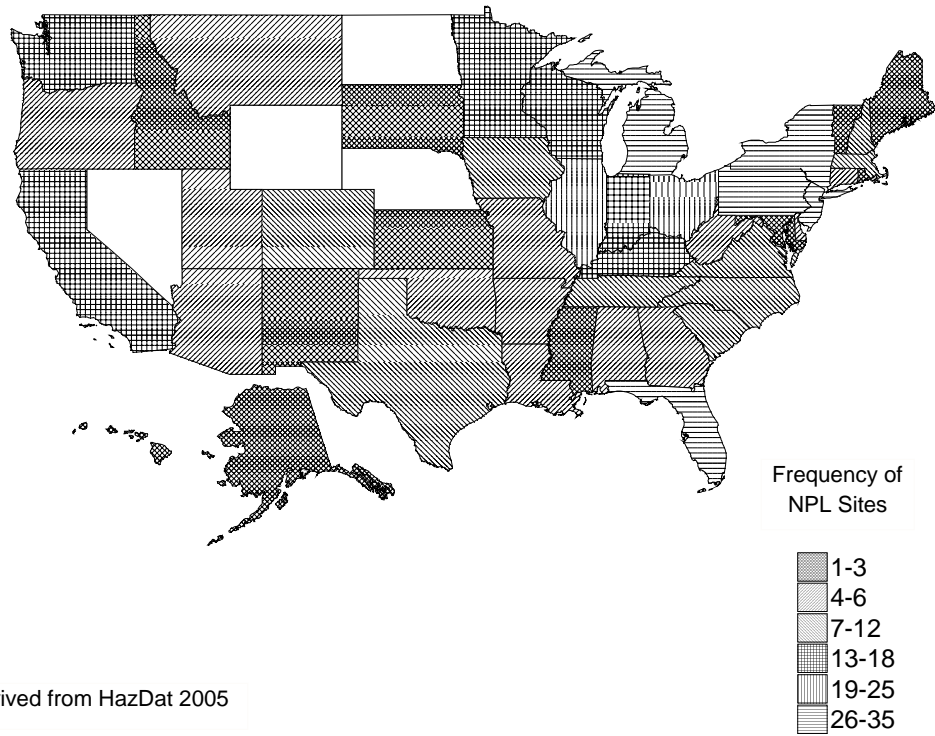 Frequency of
NPL Sites
1-3
4-6
7-12
13-18
19-25
26-35
from HazDat 2005